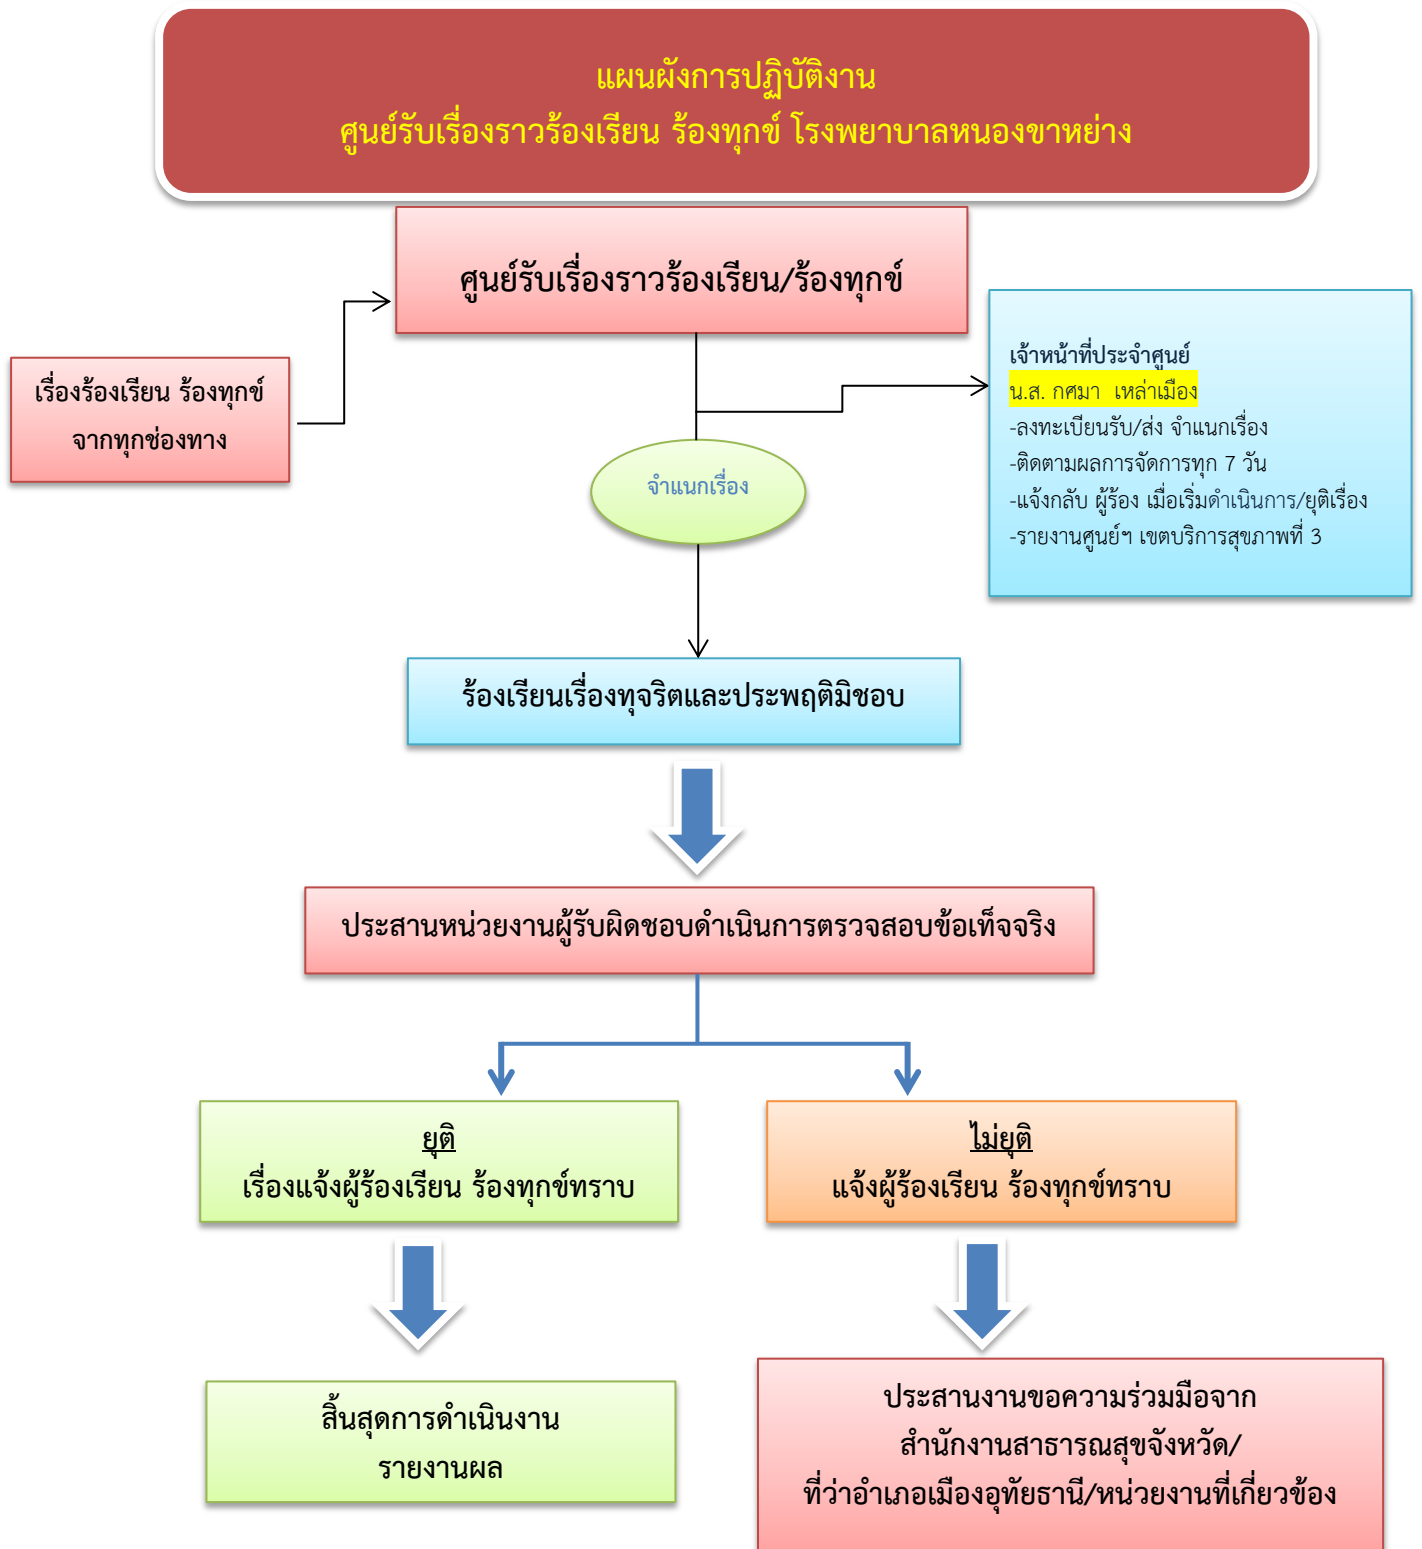 แผนผังการปฏิบัติงาน
ศูนย์รับเรื่องราวร้องเรียน ร้องทุกข์ โรงพยาบาลหนองขาหย่าง
ศูนย์รับเรื่องราวร้องเรียน/ร้องทุกข์
เรื่องร้องเรียน ร้องทุกข์
จากทุกช่องทาง
เจ้าหน้าที่ประจำศูนย์
น.ส. กศมา เหล่าเมือง
-ลงทะเบียนรับ/ส่ง จำแนกเรื่อง
-ติดตามผลการจัดการทุก 7 วัน
-แจ้งกลับ ผู้ร้อง เมื่อเริ่มดำเนินการ/ยุติเรื่อง
-รายงานศูนย์ฯ เขตบริการสุขภาพที่ 3
จำแนกเรื่อง
ร้องเรียนเรื่องทุจริตและประพฤติมิชอบ
ประสานหน่วยงานผู้รับผิดชอบดำเนินการตรวจสอบข้อเท็จจริง
ยุติ
เรื่องแจ้งผู้ร้องเรียน ร้องทุกข์ทราบ
ไม่ยุติ
แจ้งผู้ร้องเรียน ร้องทุกข์ทราบ
สิ้นสุดการดำเนินงาน
รายงานผล
ประสานงานขอความร่วมมือจาก
สำนักงานสาธารณสุขจังหวัด/
ที่ว่าอำเภอเมืองอุทัยธานี/หน่วยงานที่เกี่ยวข้อง